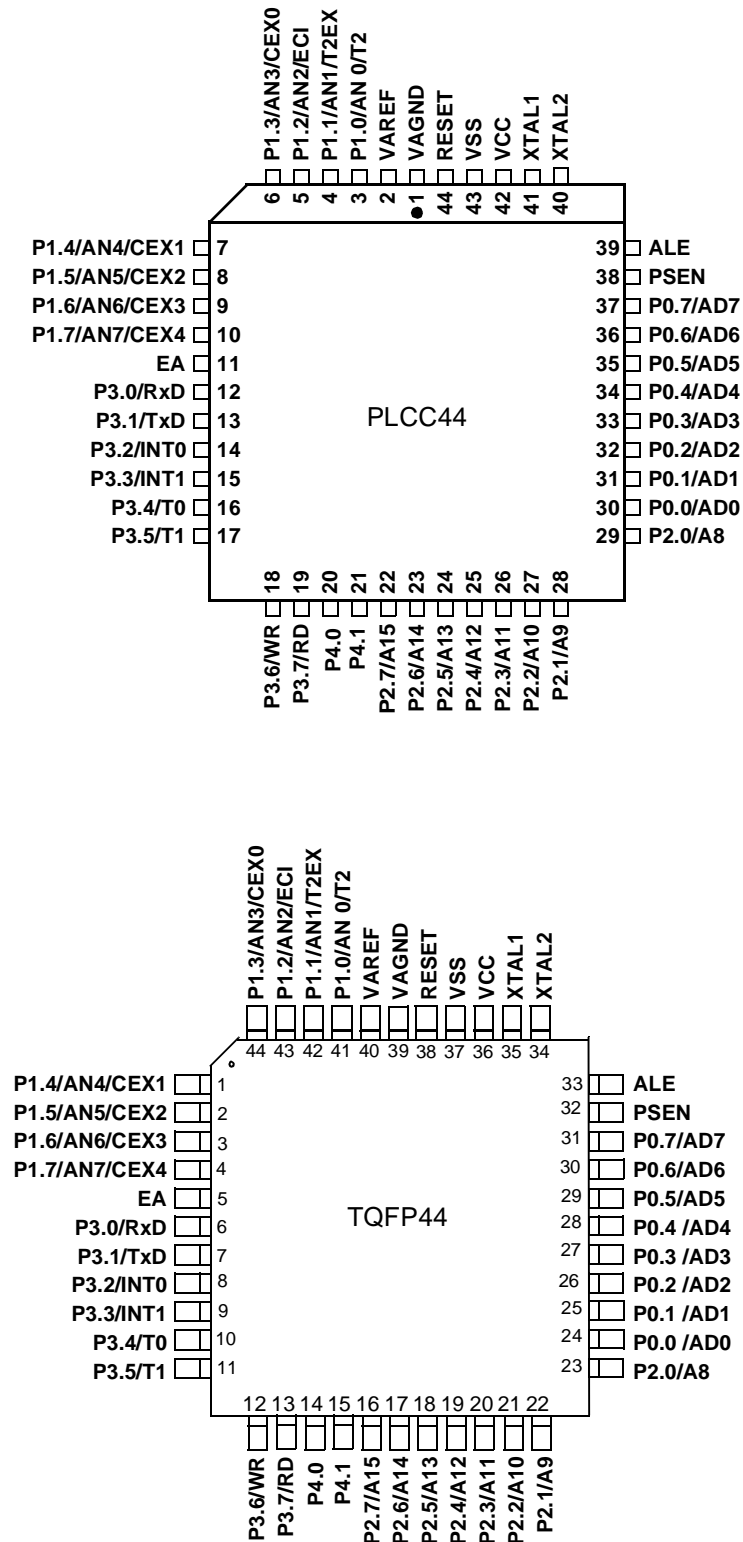 P1.3/AN3/CEX0
P1.2/AN2/ECI
P1.1/AN1/T2EX
P1.0/AN 0/T2
VAREF
VAGND
RESET
VSS
VCC
XTAL1
XTAL2
6 5 4 3 2 1 44 43 42 41 40
P1.4/AN4/CEX1 7
P1.5/AN5/CEX2 8
P1.6/AN6/CEX3 9
P1.7/AN7/CEX4 10
EA 11
P3.0/RxD 12
P3.1/TxD 13
P3.2/INT0 14
P3.3/INT1 15
P3.4/T0 16
P3.5/T1 17
PLCC44
39 ALE
38 PSEN
37 P0.7/AD7
36 P0.6/AD6
35 P0.5/AD5
34 P0.4/AD4
33 P0.3/AD3
32 P0.2/AD2
31 P0.1/AD1
30 P0.0/AD0
29 P2.0/A8
18 19 20 21 22 23 24 25 26 27 28
P3.6/WR
P3.7/RD
P4.0
P4.1
P2.7/A15
P2.6/A14
P2.5/A13
P2.4/A12
P2.3/A11
P2.2/A10
P2.1/A9
P1.3/AN3/CEX0
P1.2/AN2/ECI
P1.1/AN1/T2EX
P1.0/AN 0/T2
VAREF
VAGND
RESET
VSS
VCC
XTAL1
XTAL2
44 43 42 41 40 39 38 37 36 35 34
P1.4/AN4/CEX1 1
P1.5/AN5/CEX2 2
P1.6/AN6/CEX3 3
P1.7/AN7/CEX4 4
EA 5
P3.0/RxD 6
P3.1/TxD 7
P3.2/INT0 8
P3.3/INT1 9
P3.4/T0 10
P3.5/T1 11
TQFP44
33 ALE
32 PSEN
31 P0.7/AD7
30 P0.6/AD6
29 P0.5/AD5
28 P0.4 /AD4
27 P0.3 /AD3
26 P0.2 /AD2
25 P0.1 /AD1
24 P0.0 /AD0
23 P2.0/A8
12 13 14 15 16 17 18 19 20 21 22
P3.6/WR
P3.7/RD
P4.0
P4.1
P2.7/A15
P2.6/A14
P2.5/A13
P2.4/A12
P2.3/A11
P2.2/A10
P2.1/A9